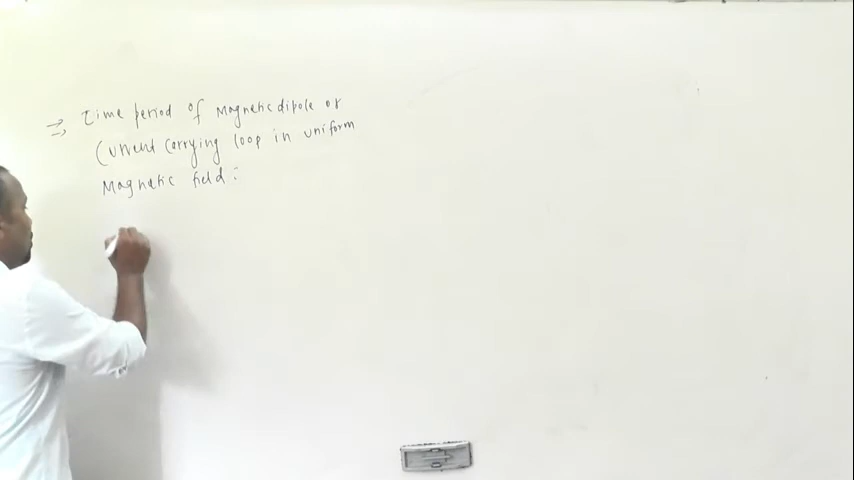 => Time period of Magnetic dipole or
Current Carrying loop in uniform
Magnetic field :